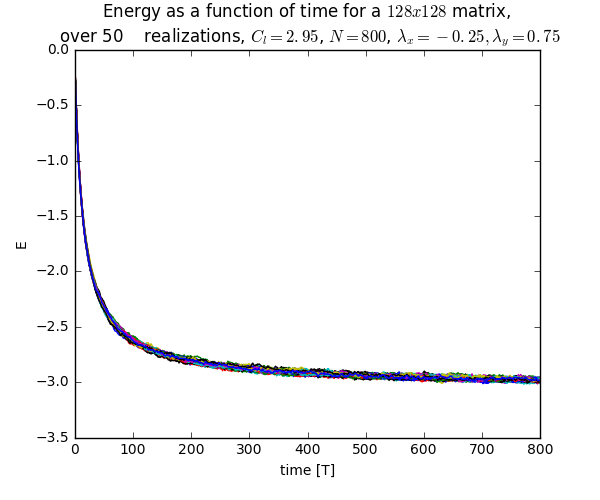 Energy as a function of time for a 128x128 matrix,
over 50    realizations, C_l = 2.95, N = 800, λ_x = −0.25, λ_y = 0.75
0.0
−0.5
−1.0
−1.5
−2.0
−2.5
−3.0
−3.5
E
0 100 200 300 400 500 600 700 800
time [T]